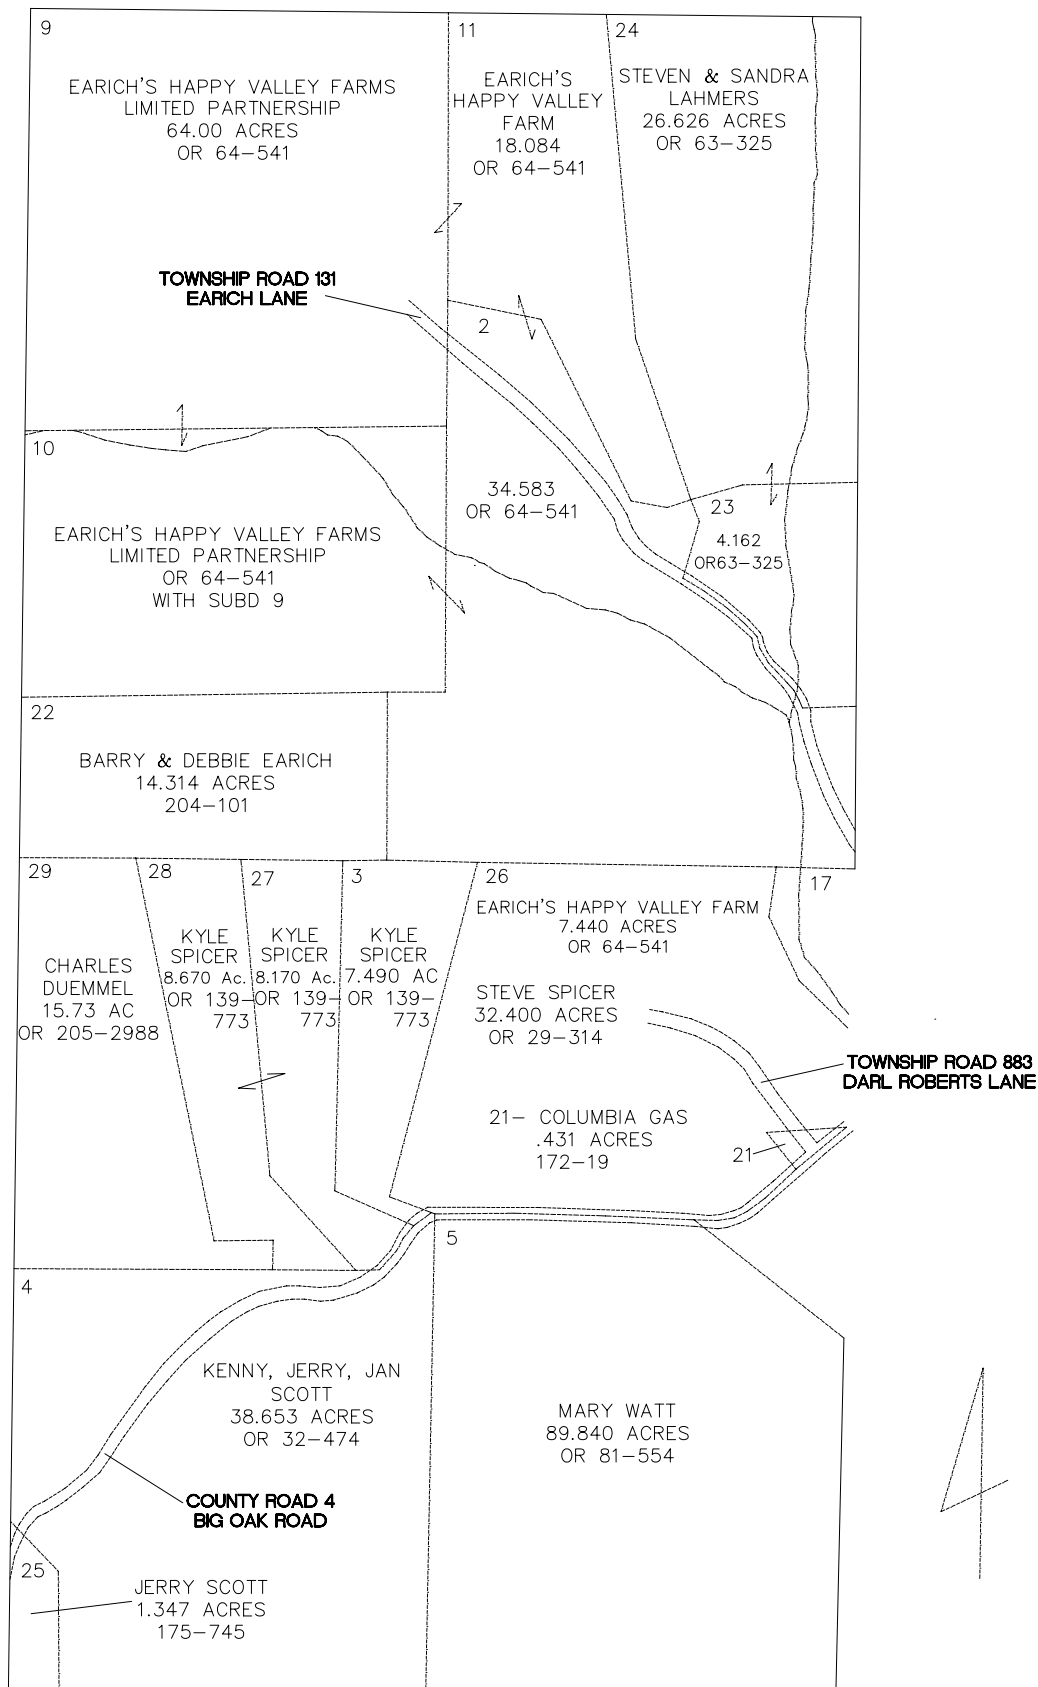 9
EARICH'S HAPPY VALLEY FARMS
LIMITED PARTNERSHIP
64.00 ACRES
OR 64-541
11
EARICH'S
HAPPY VALLEY
FARM
18.084
OR 64-541
24
STEVEN & SANDRA
LAHMERS
26.626 ACRES
OR 63-325
TOWNSHIP ROAD 131
EARICH LANE
2
34.583
OR 64-541
23
4.162
OR63-325
10
EARICH'S HAPPY VALLEY FARMS
LIMITED PARTNERSHIP
OR 64-541
WITH SUBD 9
22
BARRY & DEBBIE EARICH
14.314 ACRES
204-101
29
CHARLES
DUEMMEL
15.73 AC
OR 205-2988
28
KYLE
SPICER
8.670 Ac.
OR 139-
773
27
KYLE
SPICER
8.170 Ac.
OR 139-
773
3
KYLE
SPICER
7.490 AC
OR 139-
773
26
EARICH'S HAPPY VALLEY FARM
7.440 ACRES
OR 64-541
17
STEVE SPICER
32.400 ACRES
OR 29-314
TOWNSHIP ROAD 883
DARL ROBERTS LANE
21- COLUMBIA GAS
.431 ACRES
172-19
21
4
5
KENNY, JERRY, JAN
SCOTT
38.653 ACRES
OR 32-474
MARY WATT
89.840 ACRES
OR 81-554
COUNTY ROAD 4
BIG OAK ROAD
25
JERRY SCOTT
1.347 ACRES
175-745